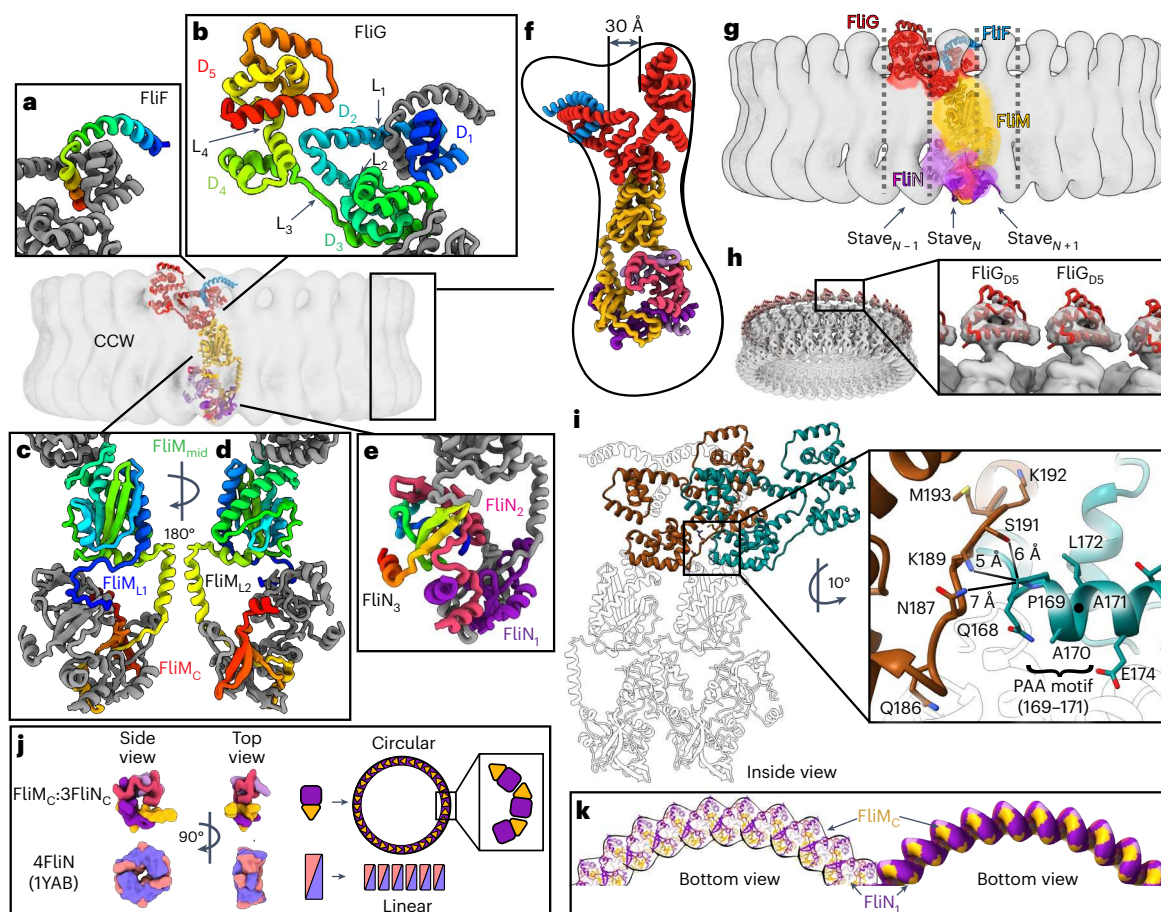 a
FliF
b
FliG
D5
L1
D2
D1
L4
L2
D4
L3
D3
CCW
f
30 Å
g
FliG
FliF
FliM
FliN
StaveN − 1
StaveN
StaveN + 1
h
FliGD5
FliGD5
c
FliMmid
d
180°
FliML1
FliML2
FliMC
e
FliN2
FliN3
FliN1
i
K192
M193
S191
K189
5 Å
6 Å
L172
N187
7 Å
P169
A171
Q168
A170
E174
Q186
PAA motif
(169–171)
10°
Inside view
j
Side
view
Top
view
Circular
FliMC:3FliNC
90°
4FliN
(1YAB)
Linear
k
FliMC
Bottom view
Bottom view
FliN1